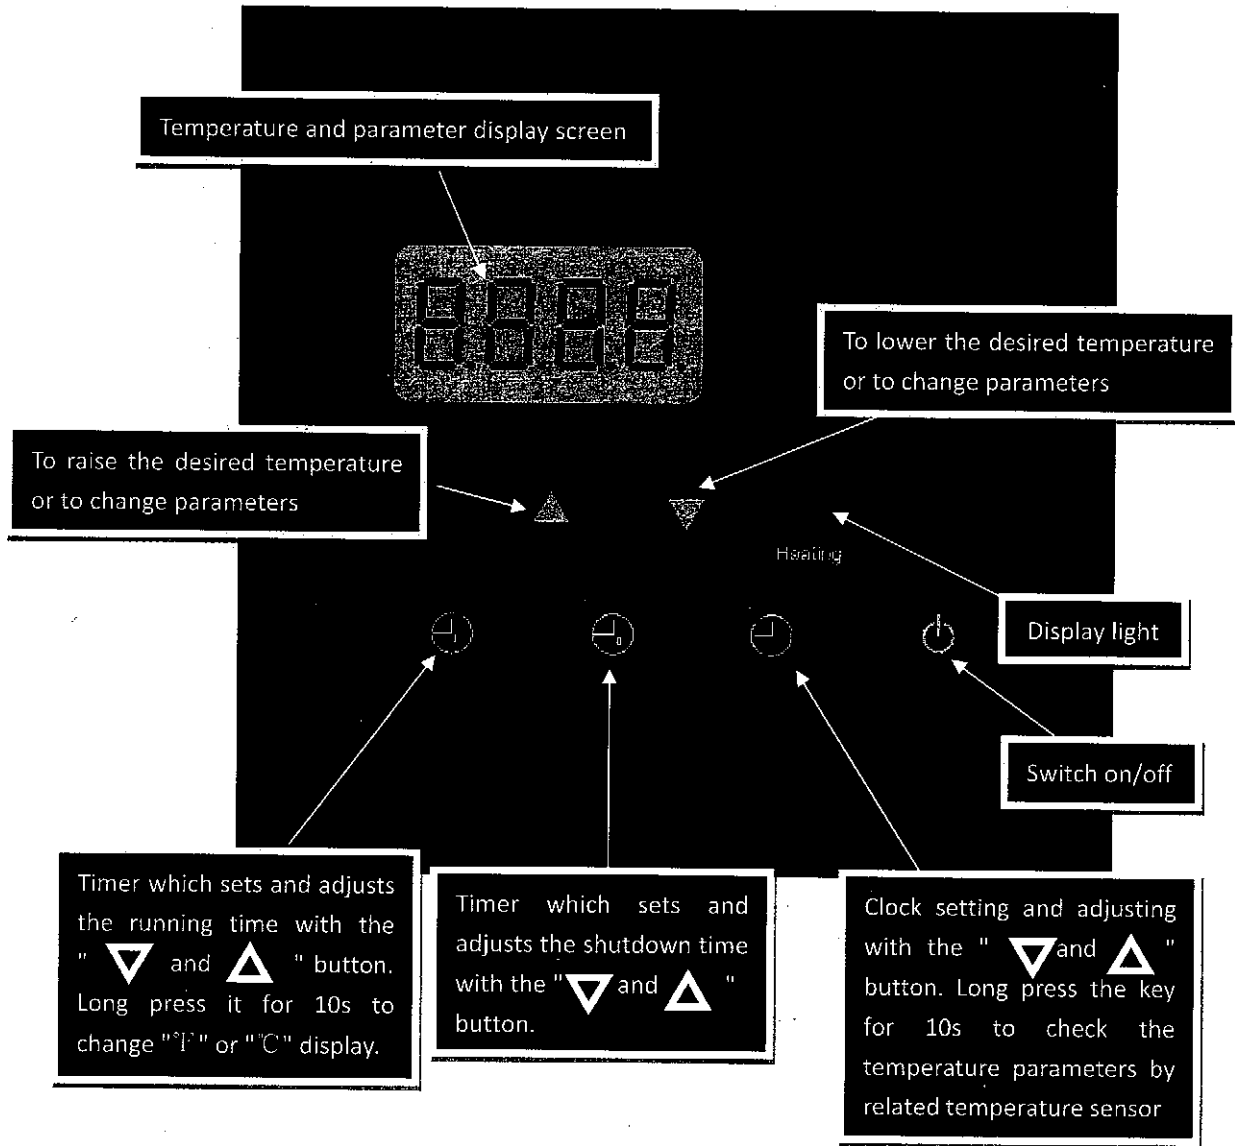 Temperature and parameter display screen
To lower the desired temperature
or to change parameters
To raise the desired temperature
or to change parameters
Heating
Display light
Switch on/off
Timer which sets and adjusts
the running time with the
" ▽ and △ " button.
Long press it for 10s to
change "℉" or "℃" display.
Timer which sets and
adjusts the shutdown time
with the "▽ and △ "
button.
Clock setting and adjusting
with the " ▽ and △ "
button. Long press the key
for 10s to check the
temperature parameters by
related temperature sensor